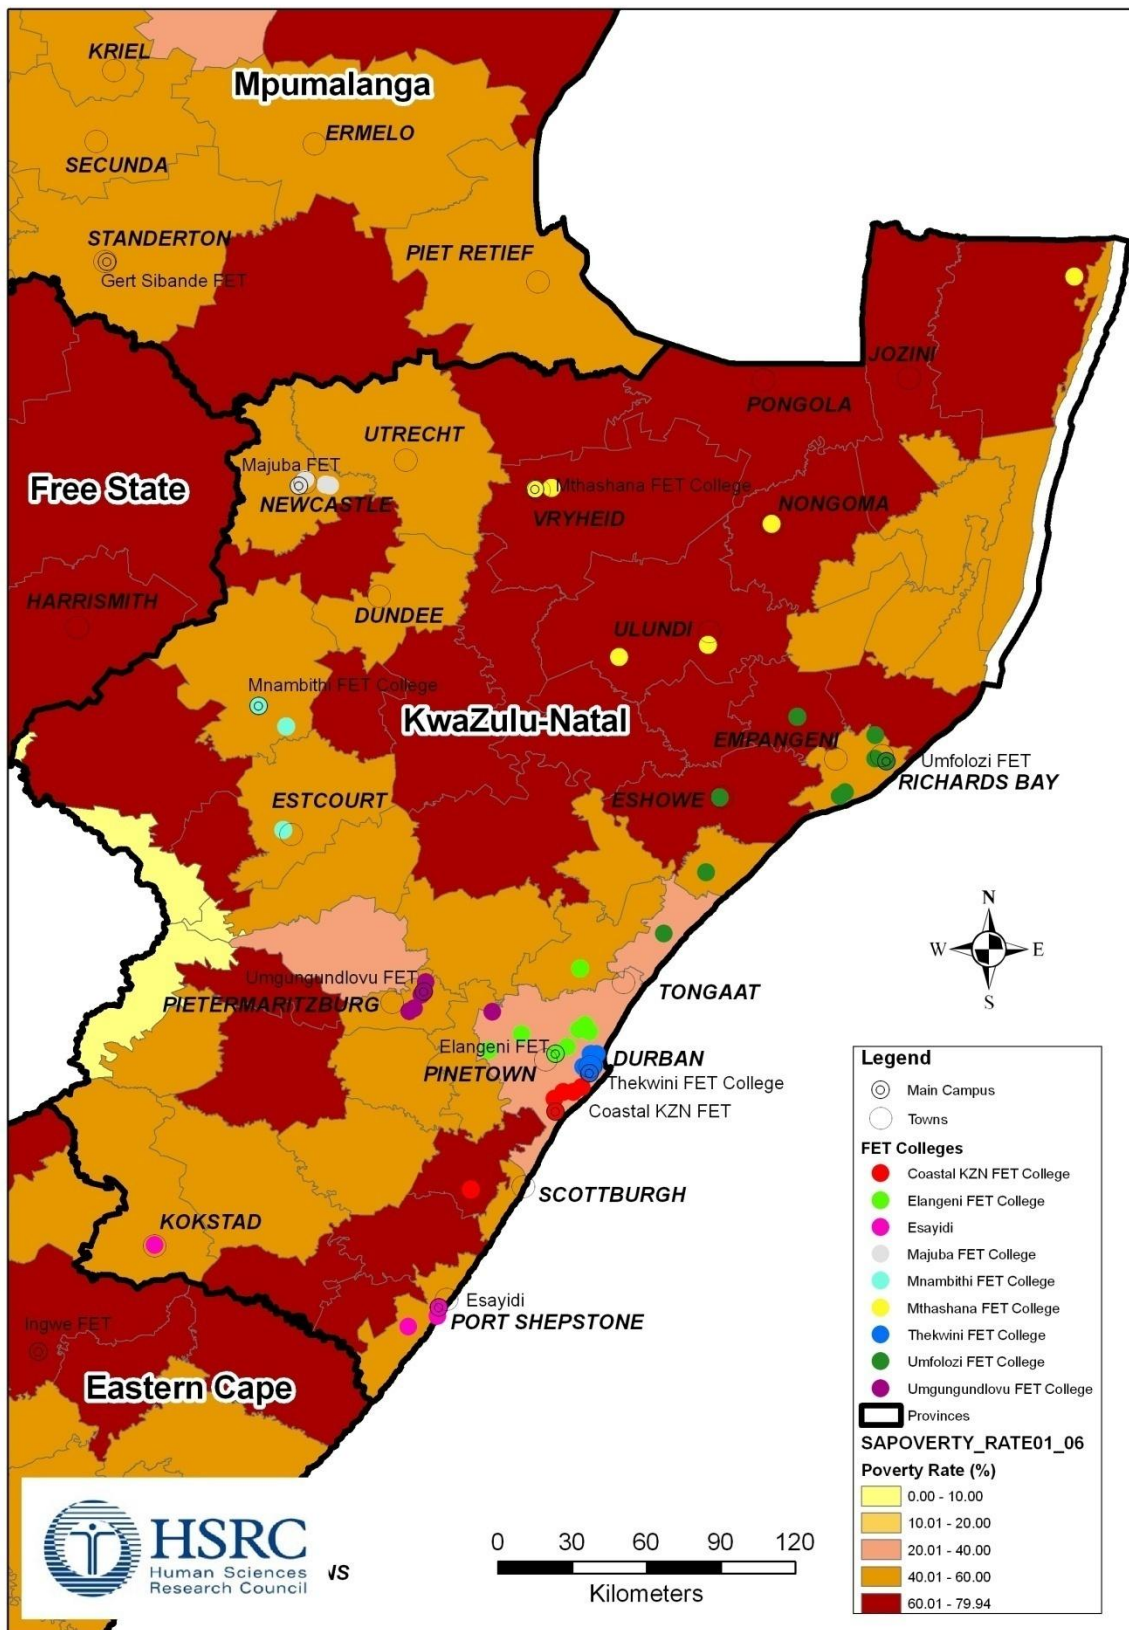 KRIEL
Mpumalanga
ERMELO
SECUNDA
STANDERTON
PIET RETIEF
Gert Sibande FET
JOZINI
PONGOLA
UTRECHT
Majuba FET
Free State
Mthashana FET College
NEWCASTLE
VRYHEID
NONGOMA
HARRISMITH
DUNDEE
ULUNDI
Mnambithi FET College
KwaZulu-Natal
EMPANGENI
Umfolozi FET
RICHARDS BAY
ESTCOURT
ESHOWE
N
W E
S
Umgungundlovu FET
TONGAAT
PIETERMARITZBURG
Elangeni FET
DURBAN
PINETOWN
Thekwini FET College
Coastal KZN FET
SCOTTBURGH
KOKSTAD
Esayidi
PORT SHEPSTONE
Ingwe FET
Eastern Cape
Legend
Main Campus
Towns
FET Colleges
Coastal KZN FET College
Elangeni FET College
Esayidi
Majuba FET College
Mnambithi FET College
Mthashana FET College
Thekwini FET College
Umfolozi FET College
Umgungundlovu FET College
Provinces
SAPOVERTY_RATE01_06
Poverty Rate (%)
0.00 - 10.00
10.01 - 20.00
20.01 - 40.00
40.01 - 60.00
60.01 - 79.94
HSRC
Human Sciences
Research Council
NS
0 30 60 90 120
Kilometers